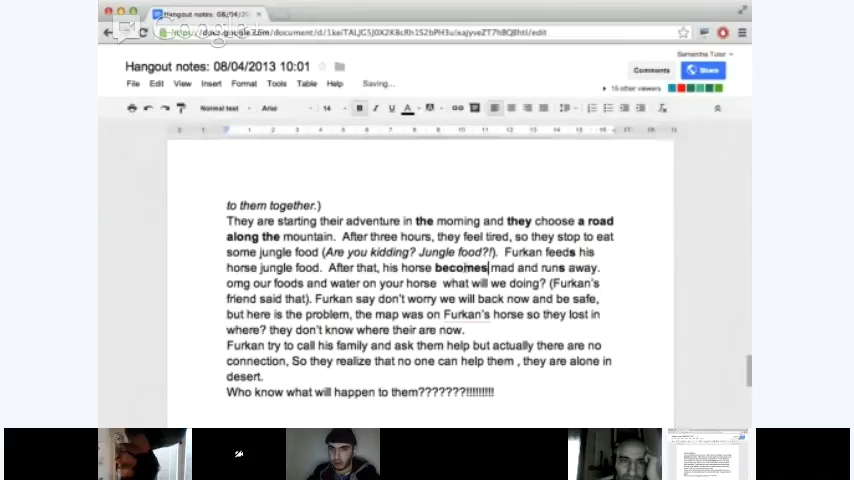 Hangout notes: 08/04/20
Google
Hangout notes: 08/04/2013 10:01
Samantha Tutor
Comments
Share
File Edit View Insert Format Tools Table Help Saving...
15 other viewers
Normal text Arial 14 B I U A
to them together.)
They are starting their adventure in the morning and they choose a road
along the mountain. After three hours, they feel tired, so they stop to eat
some jungle food (Are you kidding? Jungle food?!). Furkan feeds his
horse jungle food. After that, his horse becomes mad and runs away.
omg our foods and water on your horse what will we doing? (Furkan's
friend said that). Furkan say don't worry we will back now and be safe,
but here is the problem, the map was on Furkan's horse so they lost in
where? they don't know where their are now.
Furkan try to call his family and ask them help but actually there are no
connection, So they realize that no one can help them , they are alone in
desert.
Who know what will happen to them???????!!!!!!!!!